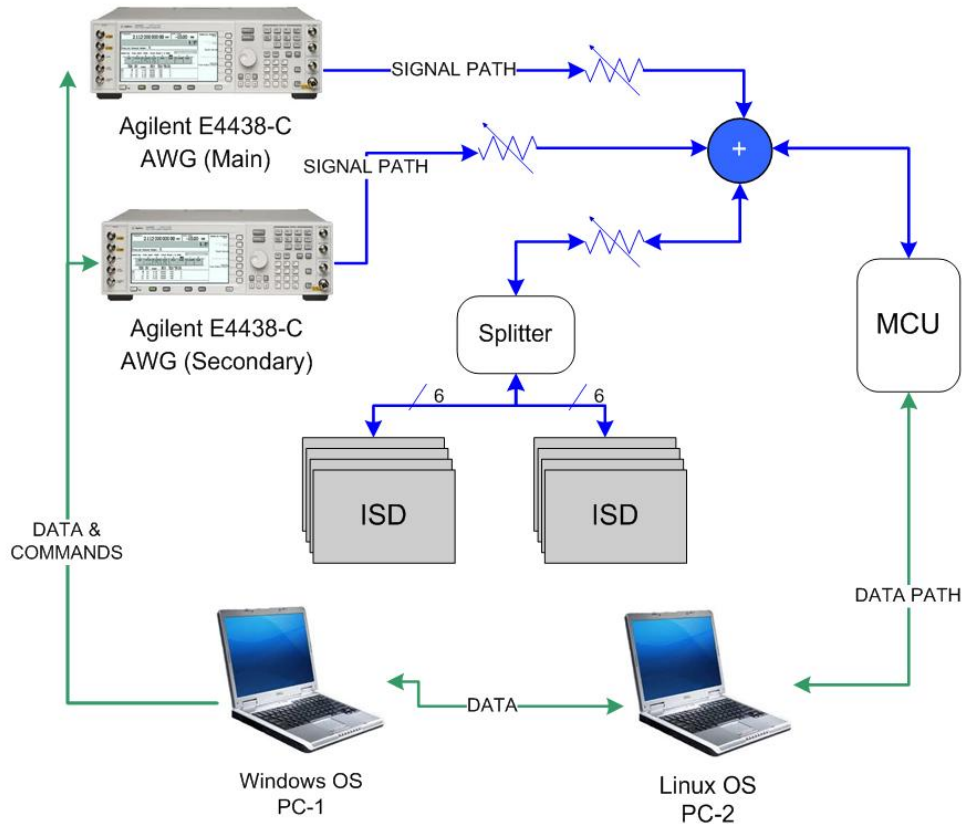 SIGNAL PATH
Agilent E4438-C
AWG (Main)
SIGNAL PATH
+
Agilent E4438-C
AWG (Secondary)
Splitter
MCU
6
6
ISD
ISD
DATA &
COMMANDS
DATA PATH
DATA
Windows OS
PC-1
Linux OS
PC-2